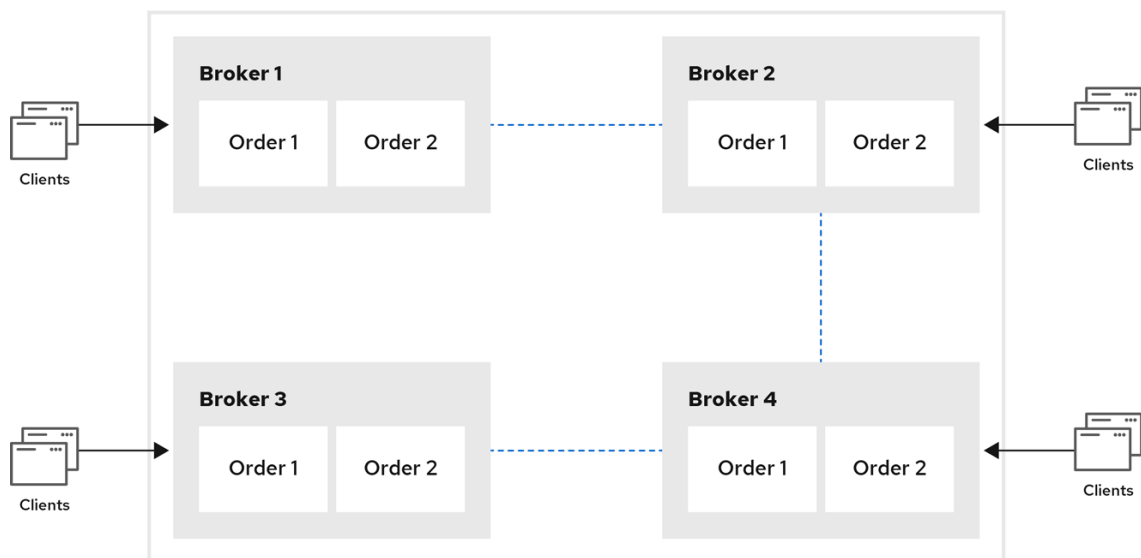 Broker 1
Broker 2
Order 1
Order 2
Order 1
Order 2
Clients
Clients
Broker 3
Broker 4
Order 1
Order 2
Order 1
Order 2
Clients
Clients